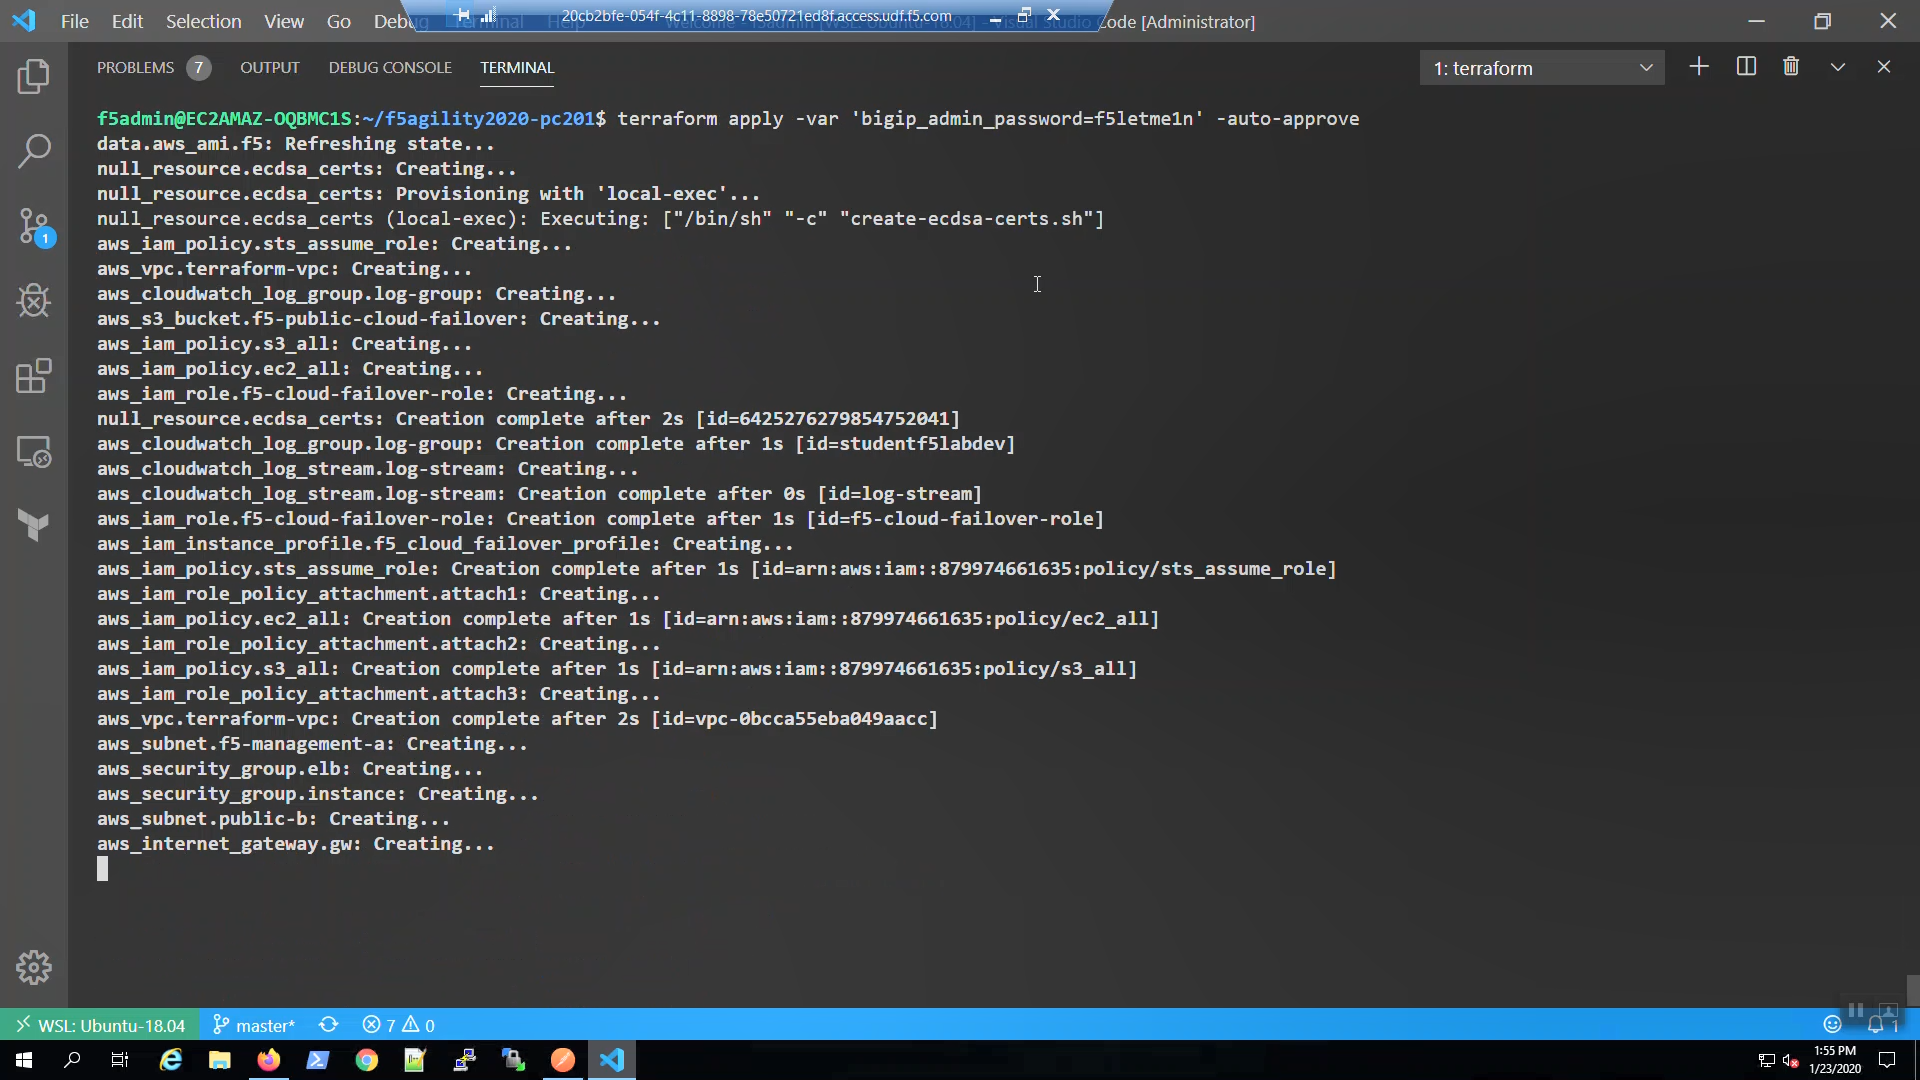 File Edit Selection View Go Debug Terminal Help
20cb2bfe-054f-4c11-8898-78e50721ed8f.access.udf.f5.com
Code [Administrator]
PROBLEMS 7 OUTPUT DEBUG CONSOLE TERMINAL
1: terraform
f5admin@EC2AMAZ-OQBMC1S:~/f5agility2020-pc201$ terraform apply -var 'bigip_admin_password=f5letme1n' -auto-approve
data.aws_ami.f5: Refreshing state...
null_resource.ecdsa_certs: Creating...
null_resource.ecdsa_certs: Provisioning with 'local-exec'...
null_resource.ecdsa_certs (local-exec): Executing: ["/bin/sh" "-c" "create-ecdsa-certs.sh"]
aws_iam_policy.sts_assume_role: Creating...
aws_vpc.terraform-vpc: Creating...
aws_cloudwatch_log_group.log-group: Creating...
aws_s3_bucket.f5-public-cloud-failover: Creating...
aws_iam_policy.s3_all: Creating...
aws_iam_policy.ec2_all: Creating...
aws_iam_role.f5-cloud-failover-role: Creating...
null_resource.ecdsa_certs: Creation complete after 2s [id=6425276279854752041]
aws_cloudwatch_log_group.log-group: Creation complete after 1s [id=studentf5labdev]
aws_cloudwatch_log_stream.log-stream: Creating...
aws_cloudwatch_log_stream.log-stream: Creation complete after 0s [id=log-stream]
aws_iam_role.f5-cloud-failover-role: Creation complete after 1s [id=f5-cloud-failover-role]
aws_iam_instance_profile.f5_cloud_failover_profile: Creating...
aws_iam_policy.sts_assume_role: Creation complete after 1s [id=arn:aws:iam::879974661635:policy/sts_assume_role]
aws_iam_role_policy_attachment.attach1: Creating...
aws_iam_policy.ec2_all: Creation complete after 1s [id=arn:aws:iam::879974661635:policy/ec2_all]
aws_iam_role_policy_attachment.attach2: Creating...
aws_iam_policy.s3_all: Creation complete after 1s [id=arn:aws:iam::879974661635:policy/s3_all]
aws_iam_role_policy_attachment.attach3: Creating...
aws_vpc.terraform-vpc: Creation complete after 2s [id=vpc-0bcca55eba049aacc]
aws_subnet.f5-management-a: Creating...
aws_security_group.elb: Creating...
aws_security_group.instance: Creating...
aws_subnet.public-b: Creating...
aws_internet_gateway.gw: Creating...
1
WSL: Ubuntu-18.04 master* 7 0 1
1:55 PM
1/23/2020